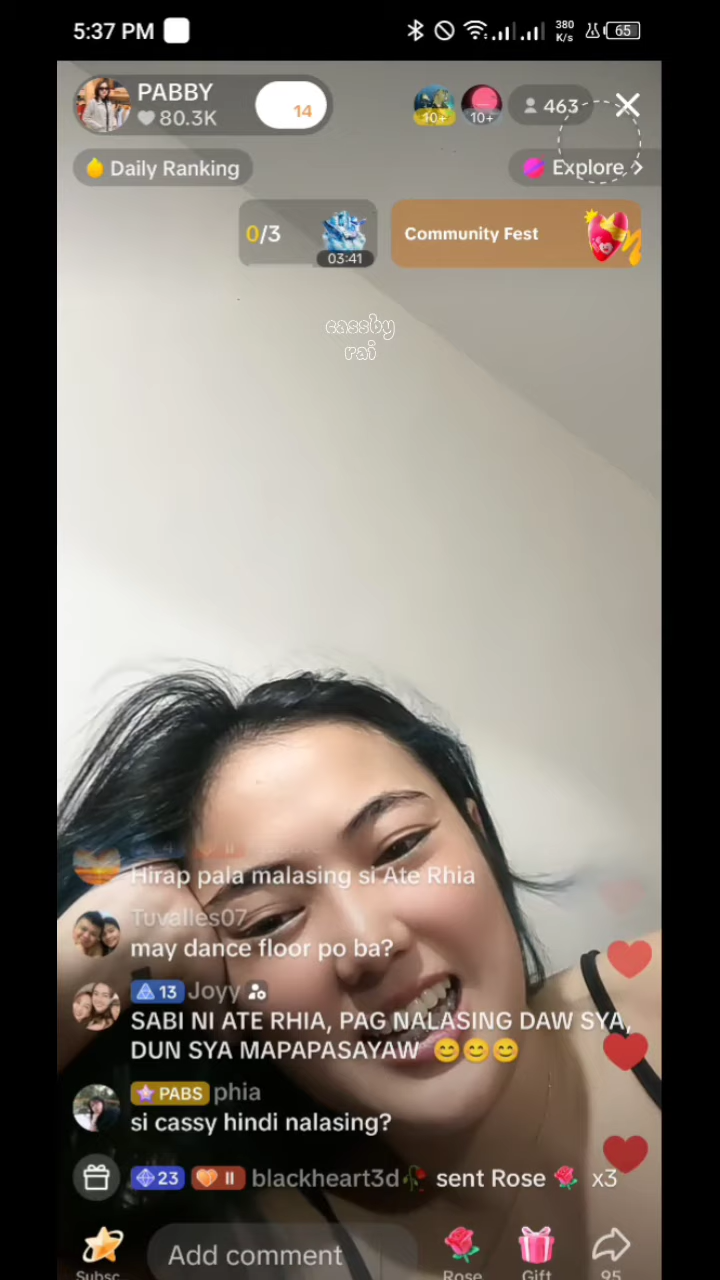 5:37 PM
380
K/s
65
PABBY
80.3K
14
10+
10+
463
Daily Ranking
Explore >
0/3
03:41
Community Fest
cassby
rai
Hirap pala malasing si Ate Rhia
Tuvalles07
may dance floor po ba?
13 Joyy
SABI NI ATE RHIA, PAG NALASING DAW SYA,
DUN SYA MAPAPASAYAW 😊😊😊
PABS phia
si cassy hindi nalasing?
23 II blackheart3d🥀 sent Rose 🌹 x3
Add comment
Subsc
Rose
Gift
95